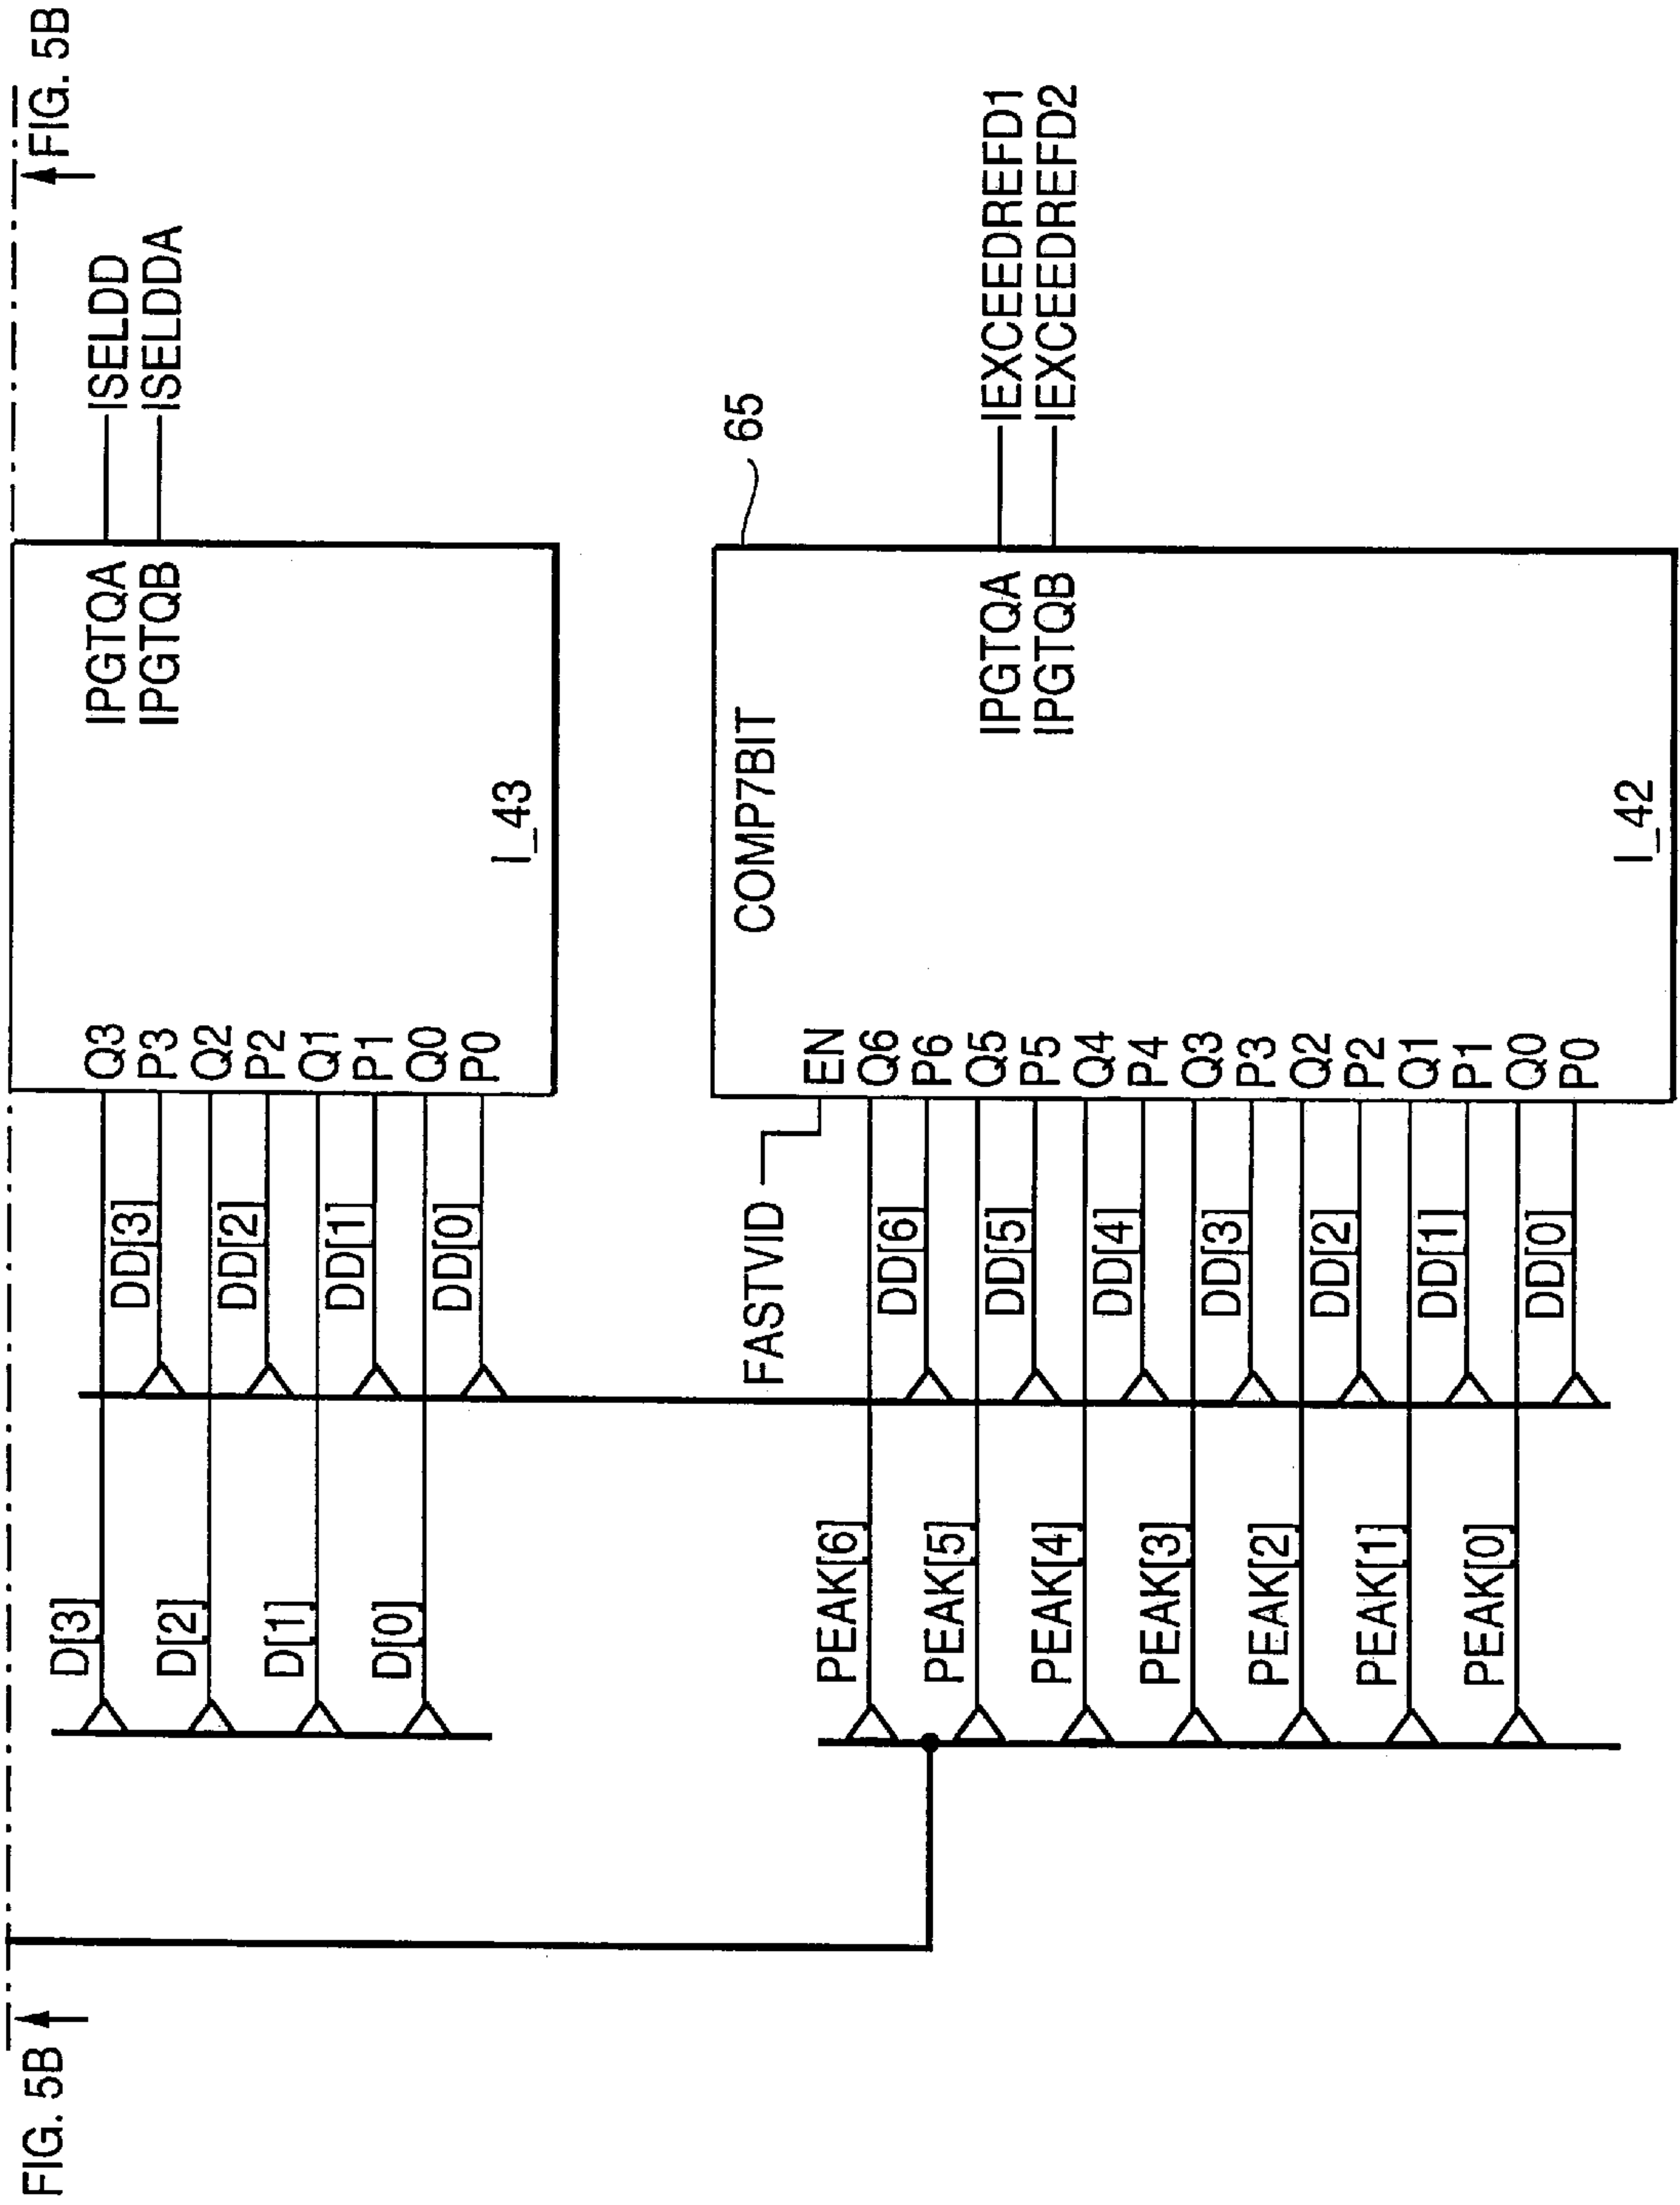 FIG. 5B
FIG. 5B
D[3]
DD[3]
D[2]
DD[2]
D[1]
DD[1]
D[0]
DD[0]
Q3
P3
Q2
P2
Q1
P1
Q0
P0
IPGTQA
IPGTQB
I_43
ISELDD
ISELDDA
65
COMP7BIT
FASTVID
EN
PEAK[6]
DD[6]
PEAK[5]
DD[5]
PEAK[4]
DD[4]
PEAK[3]
DD[3]
PEAK[2]
DD[2]
PEAK[1]
DD[1]
PEAK[0]
DD[0]
Q6
P6
Q5
P5
Q4
P4
Q3
P3
Q2
P2
Q1
P1
Q0
P0
IPGTQA
IPGTQB
I_42
IEXCEEDREFD1
IEXCEEDREFD2